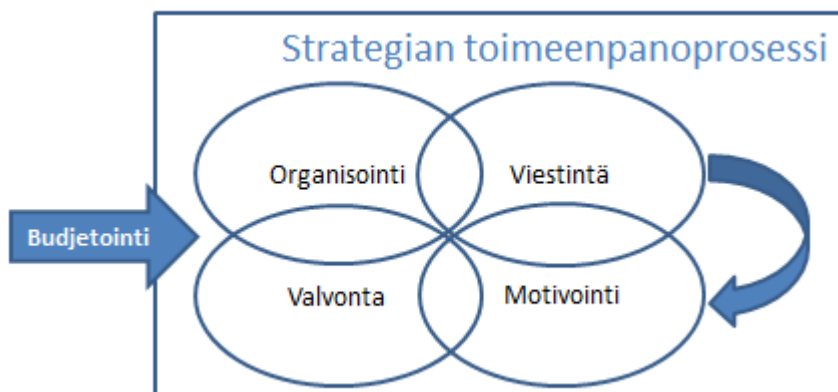 Strategian toimeenpanoprosessi
Organisointi
Viestintä
Budjetointi
Valvonta
Motivointi